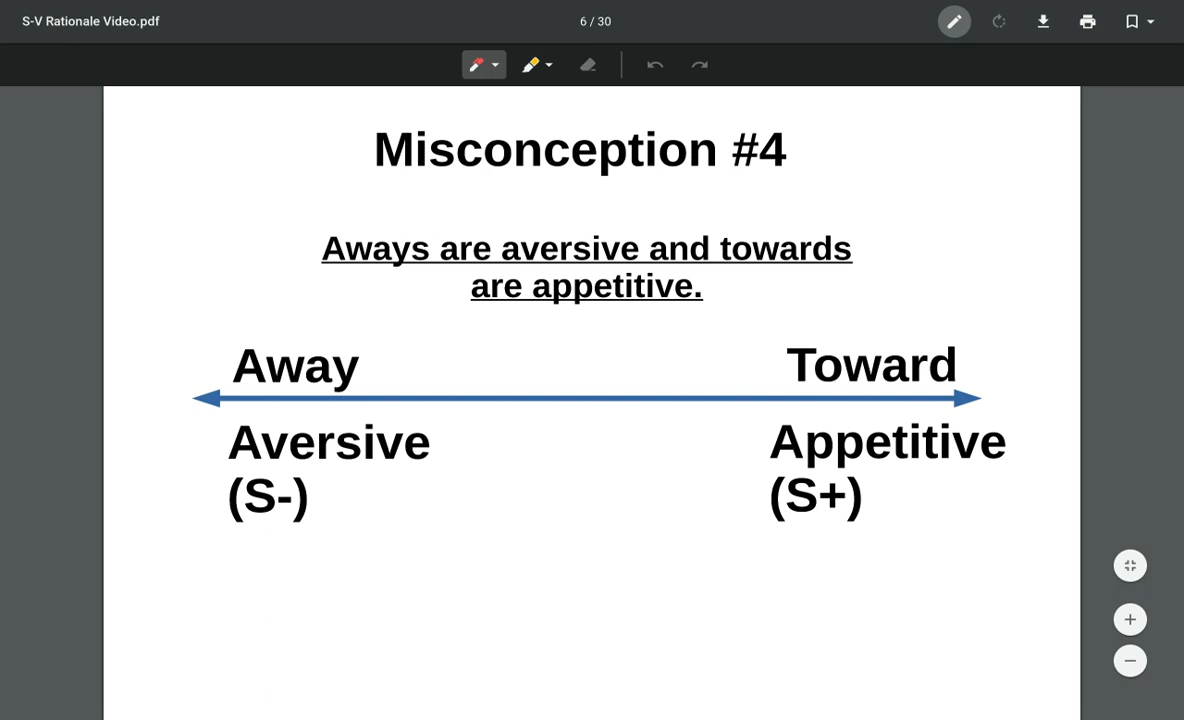 S-V Rationale Video.pdf
6 / 30
Misconception #4
Aways are aversive and towards
are appetitive.
Away
Toward
Aversive
(S-)
Appetitive
(S+)